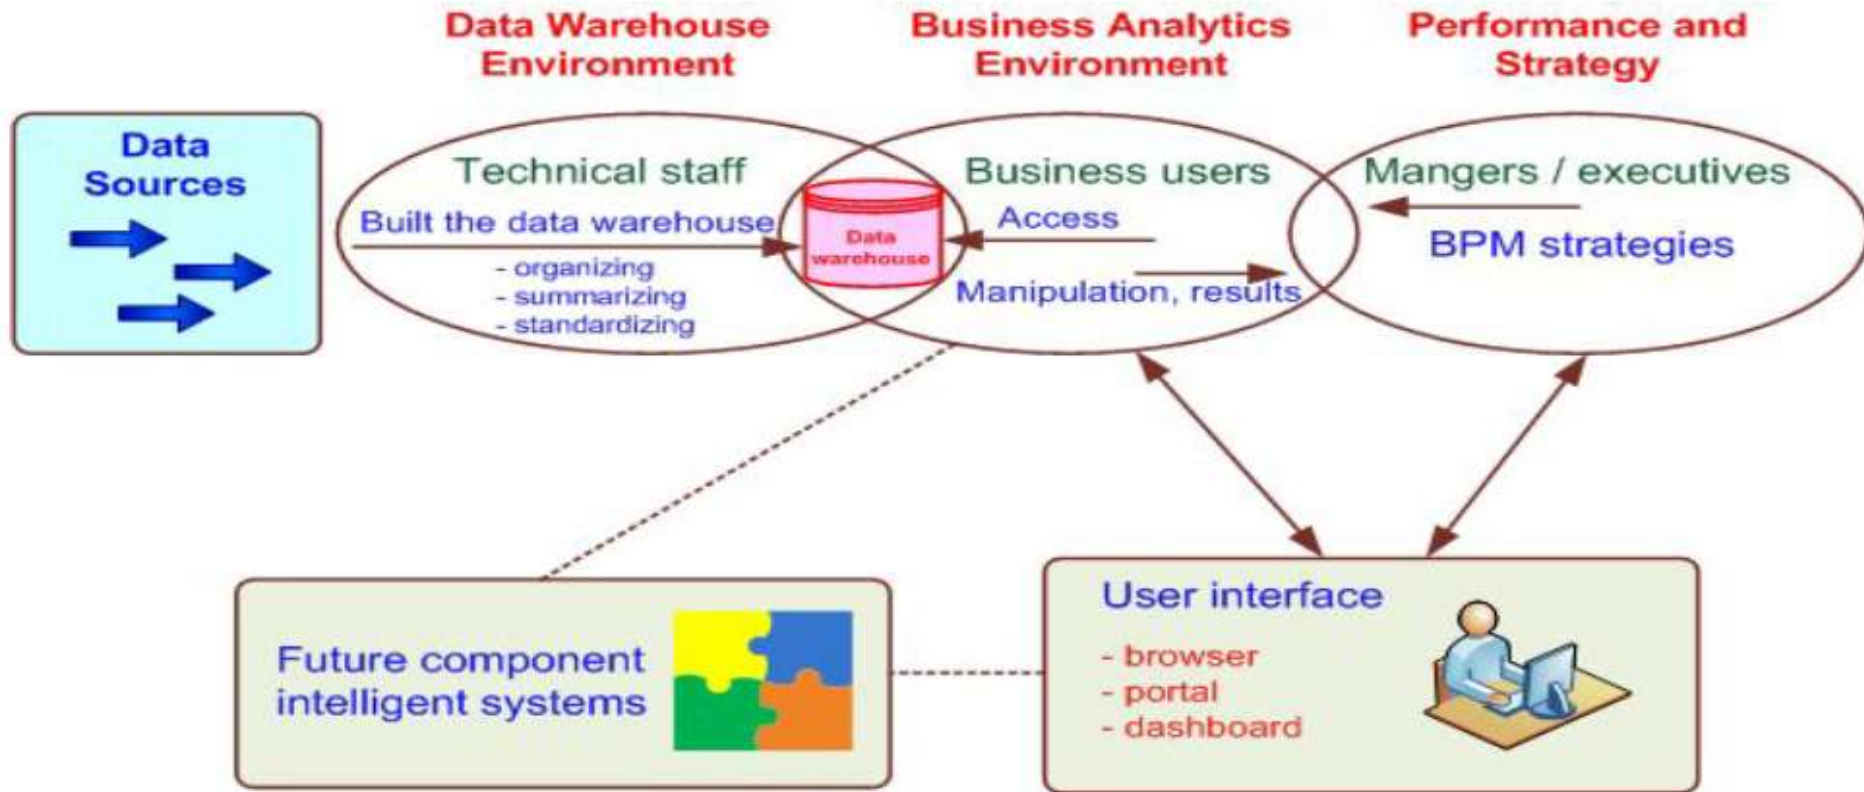 Data Warehouse
Environment
Business Analytics
Environment
Performance and
Strategy
Data
Sources
Technical staff
Built the data warehouse
- organizing
- summarizing
- standardizing
Data
warehouse
Business users
Access
Manipulation, results
Mangers / executives
BPM strategies
Future component
intelligent systems
User interface
- browser
- portal
- dashboard